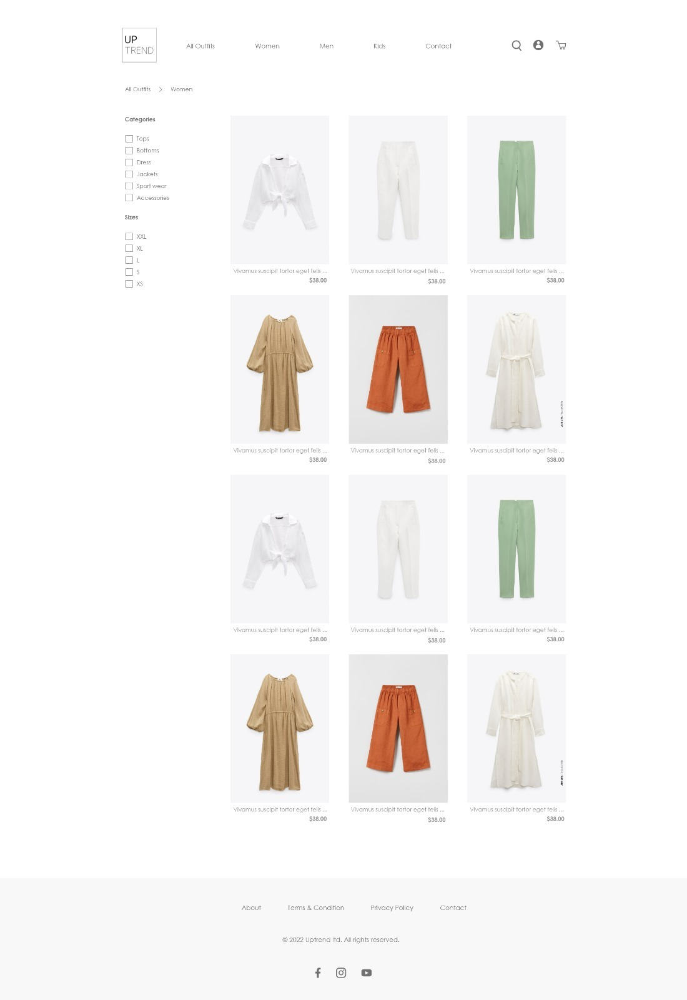 UP
TREND
All Outfits
Women
Men
Kids
Contact
All Outfits > Women
Categories
Tops
Bottoms
Dress
Jackets
Sport wear
Accessories
Sizes
XXL
XL
L
S
XS
Vivamus suscipit tortor eget felis ...
$38.00
Vivamus suscipit tortor eget felis ...
$38.00
Vivamus suscipit tortor eget felis ...
$38.00
Vivamus suscipit tortor eget felis ...
$38.00
Vivamus suscipit tortor eget felis ...
$38.00
JOIN LIFE
Vivamus suscipit tortor eget felis ...
$38.00
Vivamus suscipit tortor eget felis ...
$38.00
Vivamus suscipit tortor eget felis ...
$38.00
Vivamus suscipit tortor eget felis ...
$38.00
Vivamus suscipit tortor eget felis ...
$38.00
Vivamus suscipit tortor eget felis ...
$38.00
JOIN LIFE
Vivamus suscipit tortor eget felis ...
$38.00
About
Terms & Condition
Privacy Policy
Contact
© 2022 Uptrend ltd. All rights reserved.